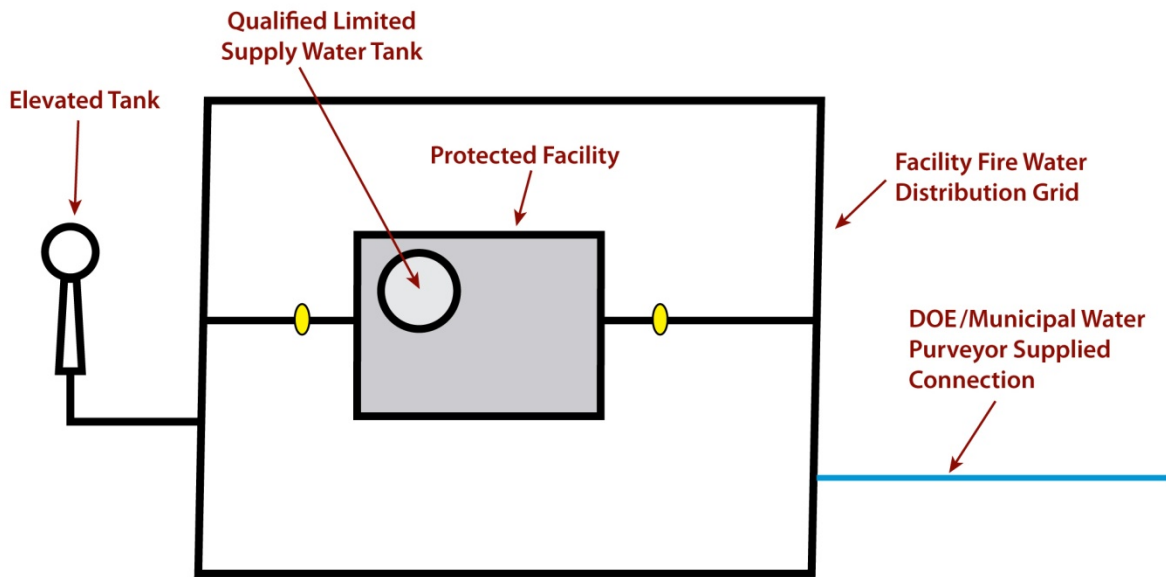 Qualified Limited
Supply Water Tank
Elevated Tank
Protected Facility
Facility Fire Water
Distribution Grid
DOE/Municipal Water
Purveyor Supplied
Connection